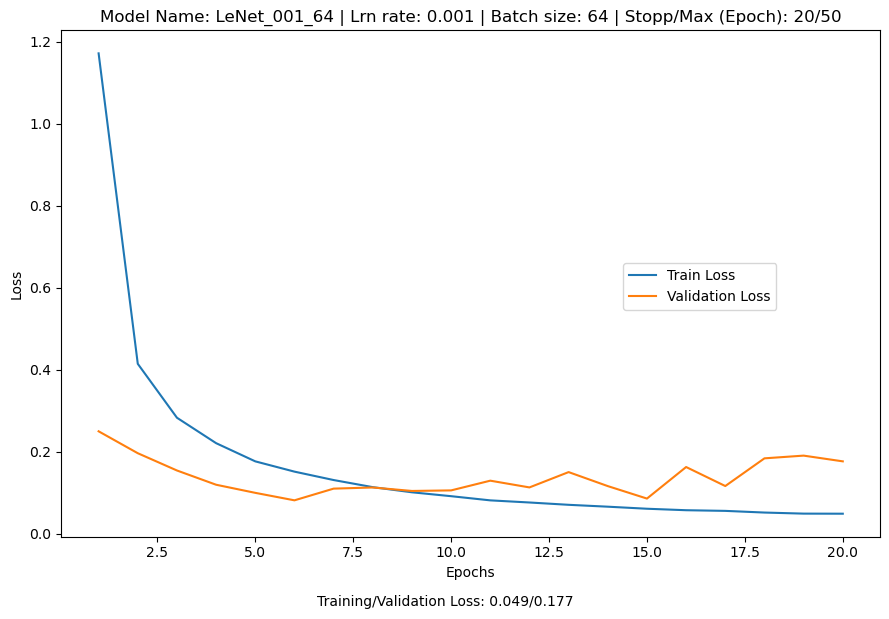 Model Name: LeNet_001_64 | Lrn rate: 0.001 | Batch size: 64 | Stopp/Max (Epoch): 20/50
1.2
1.0
0.8
0.6
0.4
0.2
0.0
Loss
Train Loss
Validation Loss
2.5 5.0 7.5 10.0 12.5 15.0 17.5 20.0
Epochs
Training/Validation Loss: 0.049/0.177